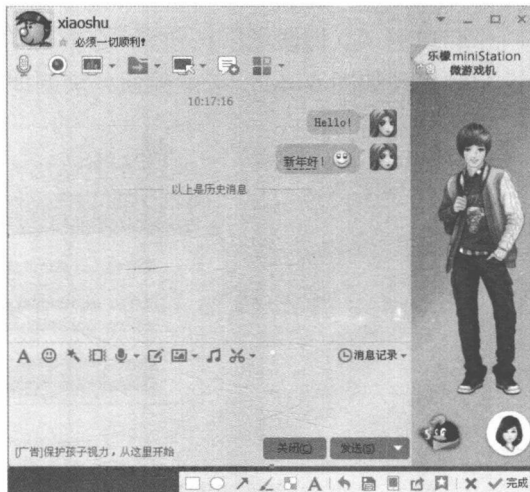 xiaoshu
必须一切顺利!
乐檬miniStation
微游戏机
10:17:16
Hello!
新年好!
以上是历史消息
消息记录
[广告]保护孩子视力,从这里开始
关闭(C)
发送(S)
A
完成